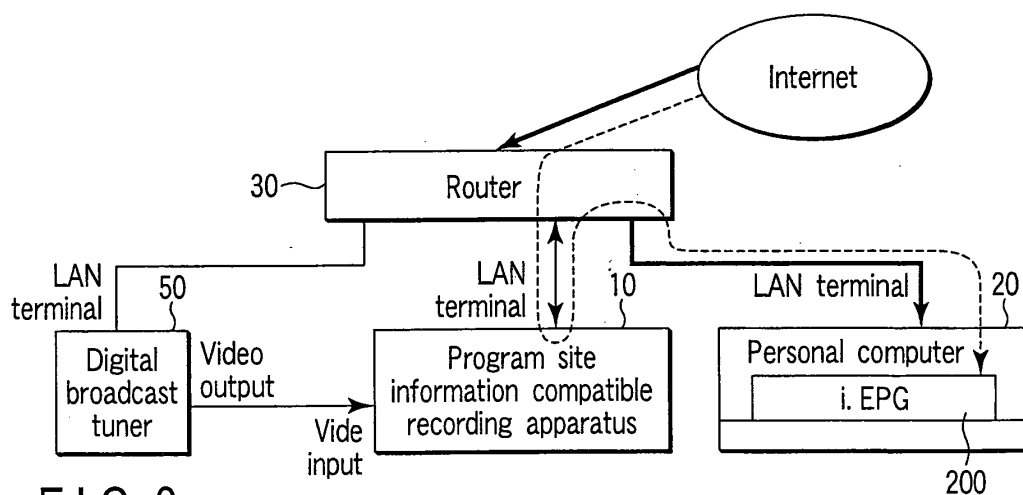 Internet
30
Router
LAN
terminal
50
LAN
terminal
10
LAN terminal
20
Digital
broadcast
tuner
Video
output
Vide
input
Program site
information compatible
recording apparatus
Personal computer
i. EPG
200